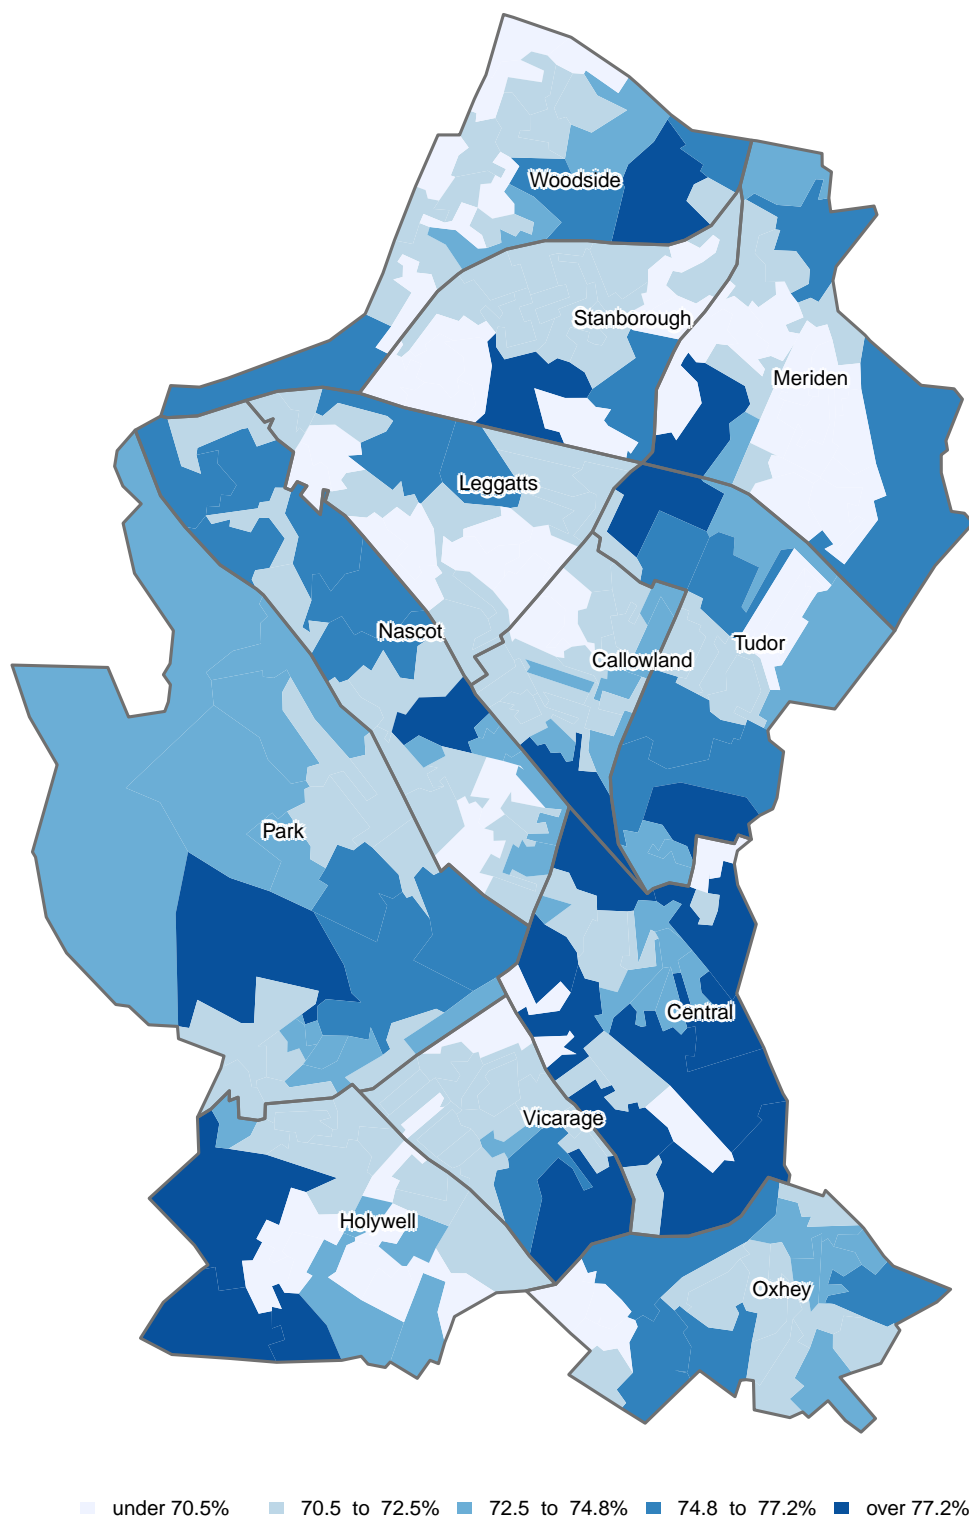 Woodside
Stanborough
Meriden
Leggatts
Nascot
Callowland
Tudor
Park
Central
Vicarage
Holywell
Oxhey
under 70.5% 70.5 to 72.5% 72.5 to 74.8% 74.8 to 77.2% over 77.2%